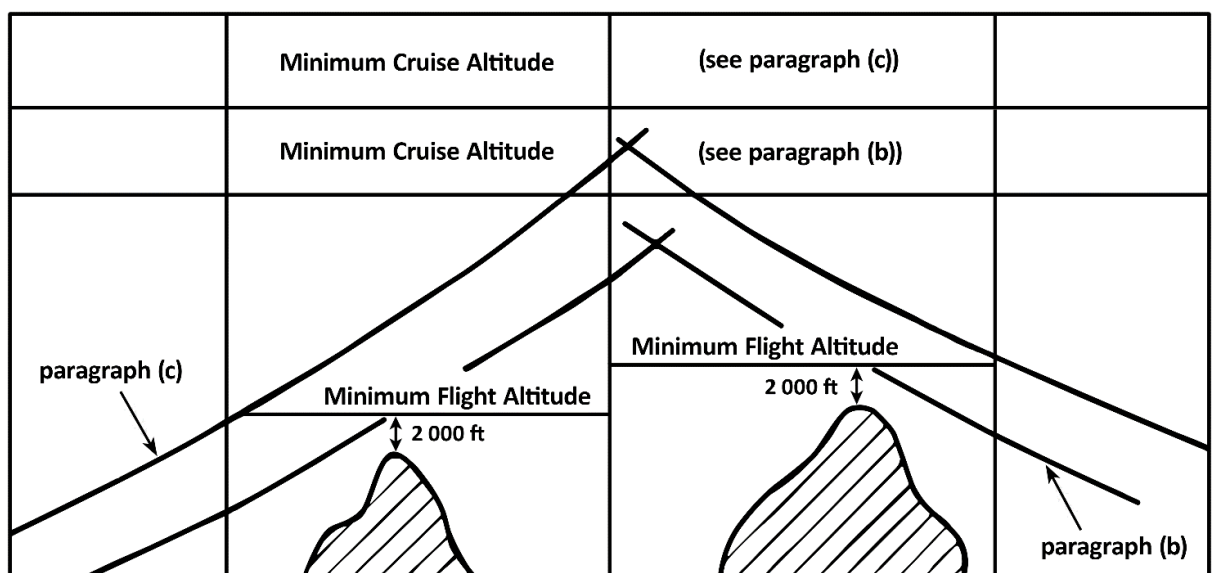 Minimum Cruise Altitude (see paragraph (c))
Minimum Cruise Altitude (see paragraph (b))
Minimum Flight Altitude
paragraph (c)
2 000 ft
Minimum Flight Altitude
2 000 ft
paragraph (b)